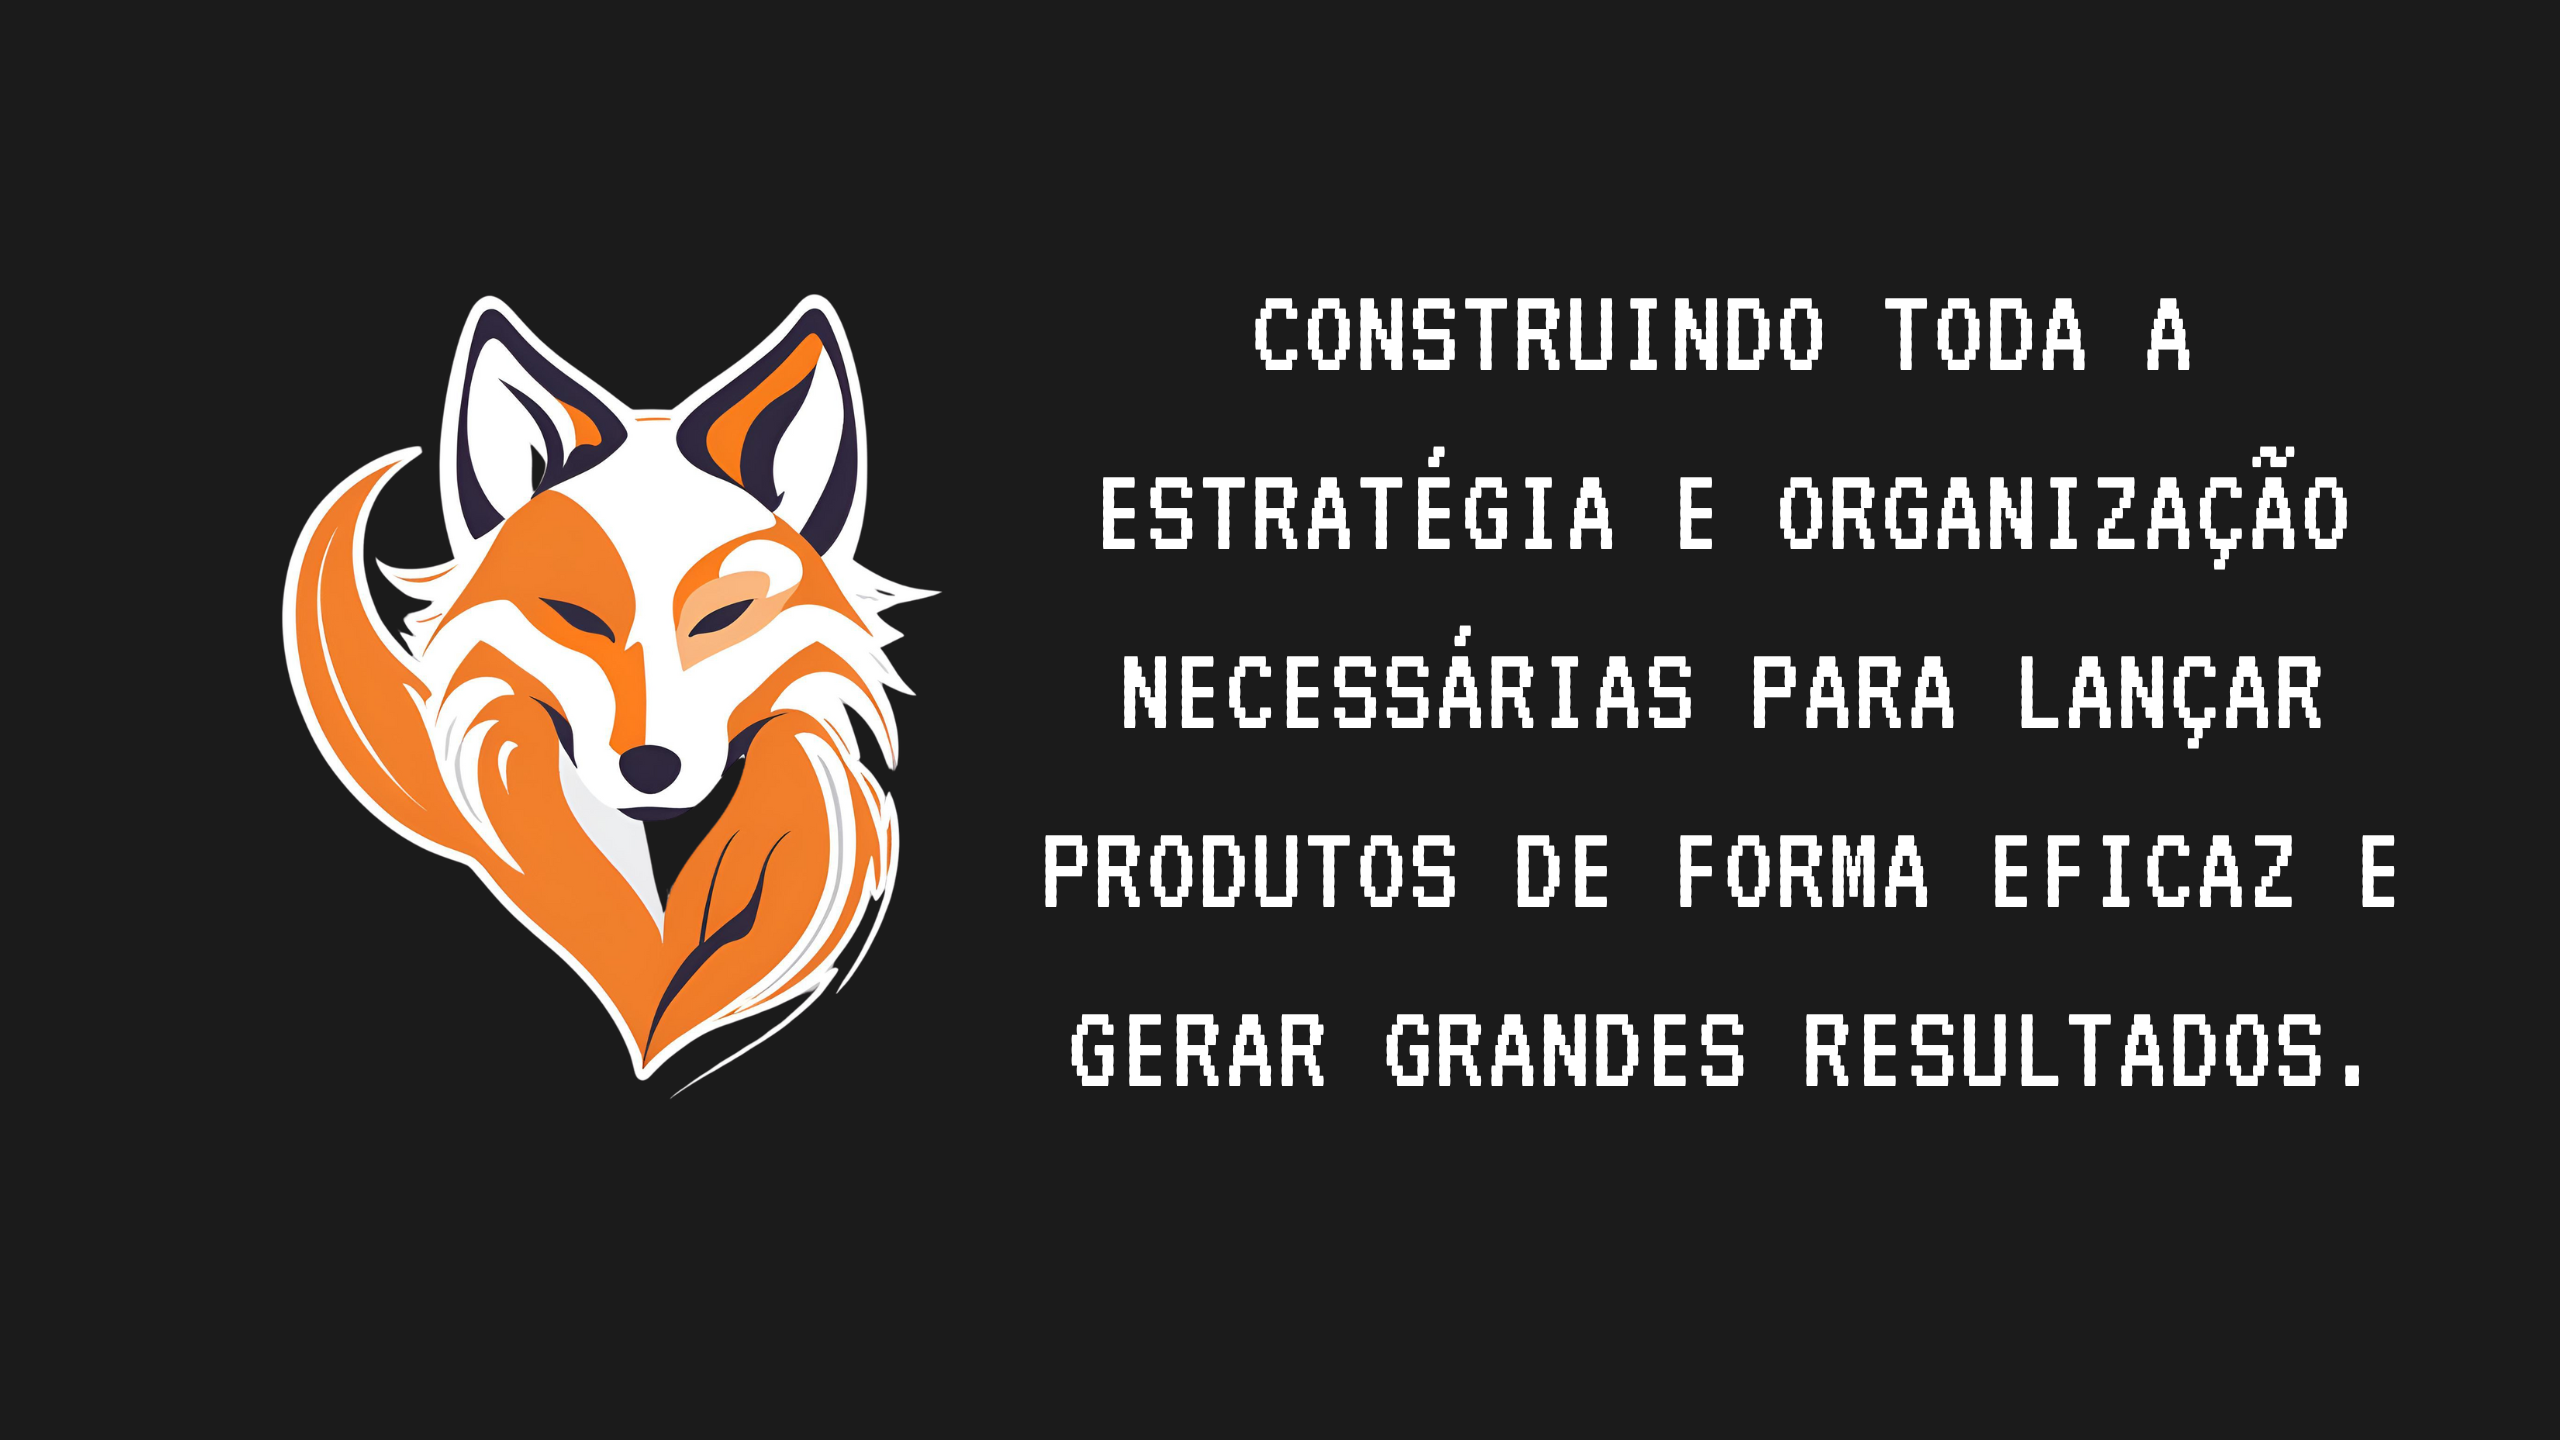 CONSTRUINDO TODA A
ESTRATÉGIA E ORGANIZAÇÃO
NECESSÁRIAS PARA LANÇAR
PRODUTOS DE FORMA EFICAZ E
GERAR GRANDES RESULTADOS.